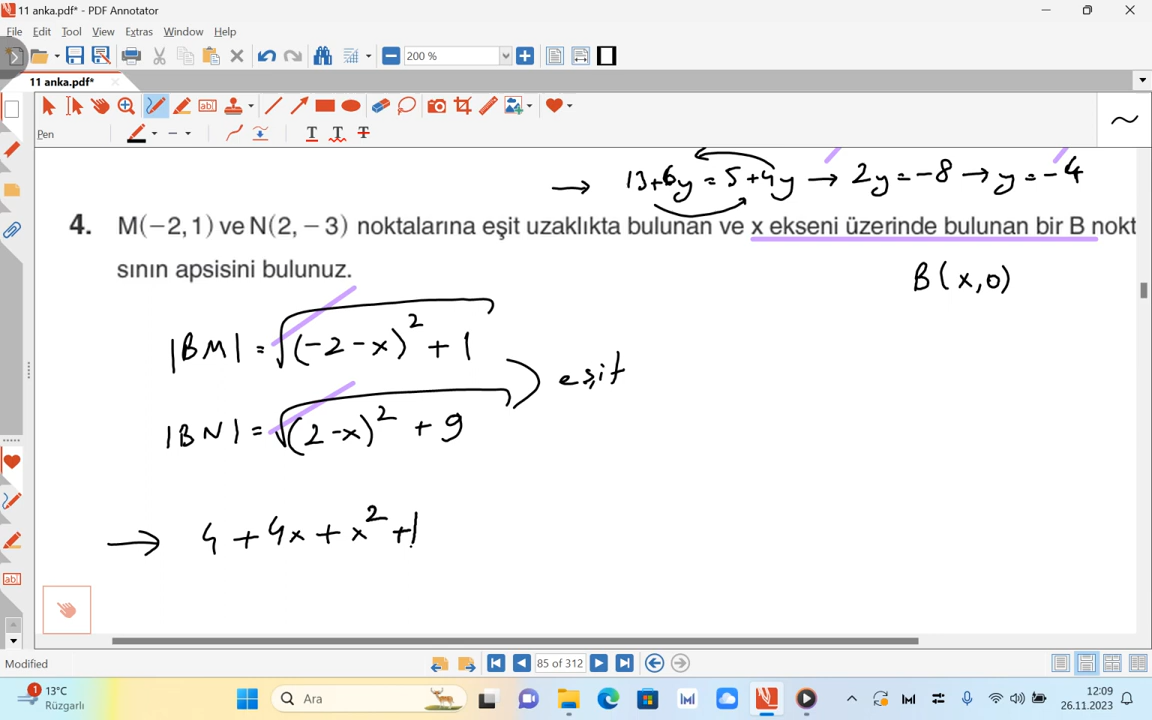 11 anka.pdf* - PDF Annotator
File Edit Tool View Extras Window Help
200 %
11 anka.pdf*
Pen
→ 13+6y = 5+4y → 2y = -8 → y = -4
4. M(−2,1) ve N(2, − 3) noktalarına eşit uzaklıkta bulunan ve x ekseni üzerinde bulunan bir B nokt
sının apsisini bulunuz.
B(x,0)
|BM| = √(-2-x)² + 1
eşit
|BN| = √(2-x)² + 9
→ 4 + 4x + x² + 1
Modified
85 of 312
1
13°C
Rüzgarlı
Ara
12:09
26.11.2023